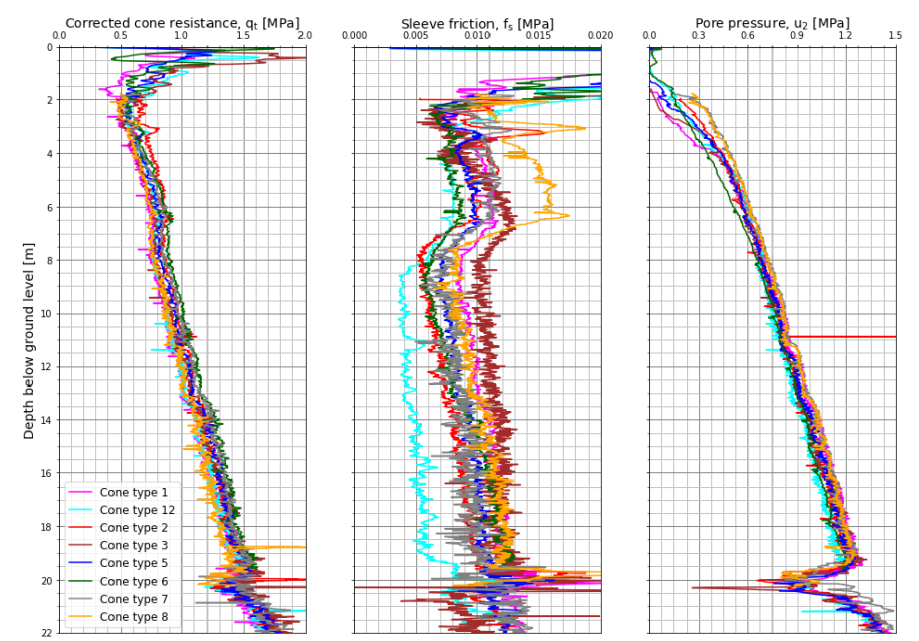 Corrected cone resistance, qt [MPa]
Sleeve friction, fs [MPa]
Pore pressure, u2 [MPa]
0.0 0.5 1.0 1.5 2.0
0.000 0.005 0.010 0.015 0.020
0.0 0.3 0.6 0.9 1.2 1.5
Depth below ground level [m]
0
2
4
6
8
10
12
14
16
18
20
22
Cone type 1
Cone type 12
Cone type 2
Cone type 3
Cone type 5
Cone type 6
Cone type 7
Cone type 8